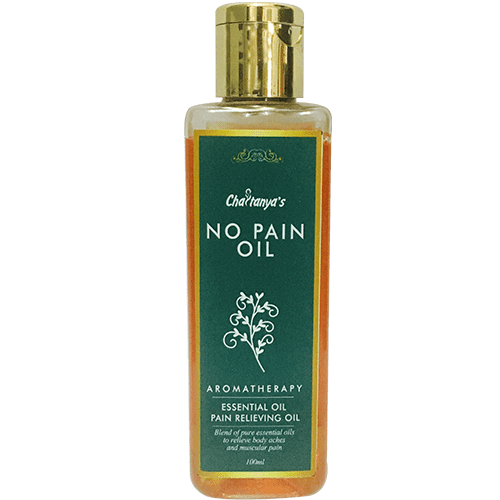 Chaitanya's
NO PAIN
OIL
AROMATHERAPY
ESSENTIAL OIL
PAIN RELIEVING OIL
Blend of pure essential oils
to relieve body aches
and muscular pain
100ml